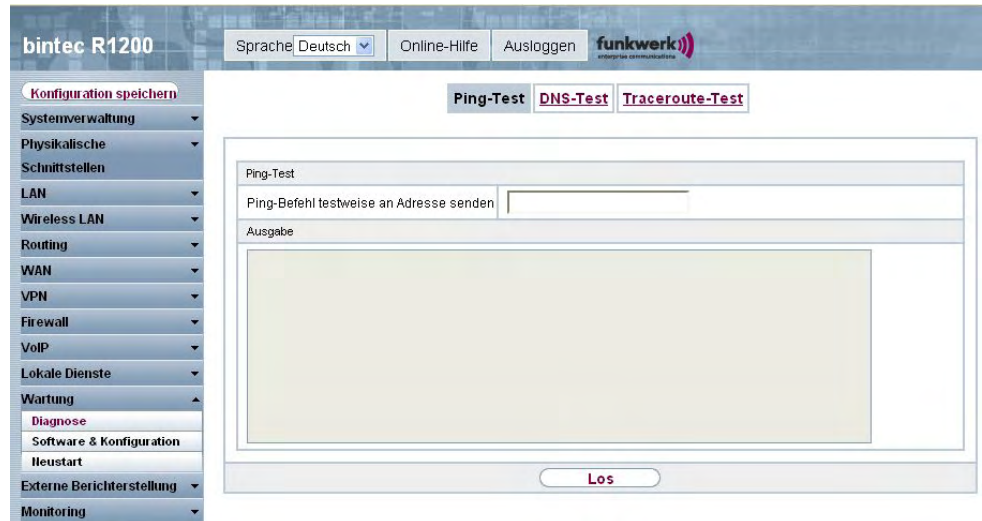 bintec R1200
Sprache Deutsch
Online-Hilfe
Ausloggen
funkwerk
enterprise communications
Konfiguration speichern
Systemverwaltung
Physikalische
Schnittstellen
LAN
Wireless LAN
Routing
WAN
VPN
Firewall
VoIP
Lokale Dienste
Wartung
Diagnose
Software & Konfiguration
Neustart
Externe Berichterstellung
Monitoring
Ping-Test
DNS-Test
Traceroute-Test
Ping-Test
Ping-Befehl testweise an Adresse senden
Ausgabe
Los